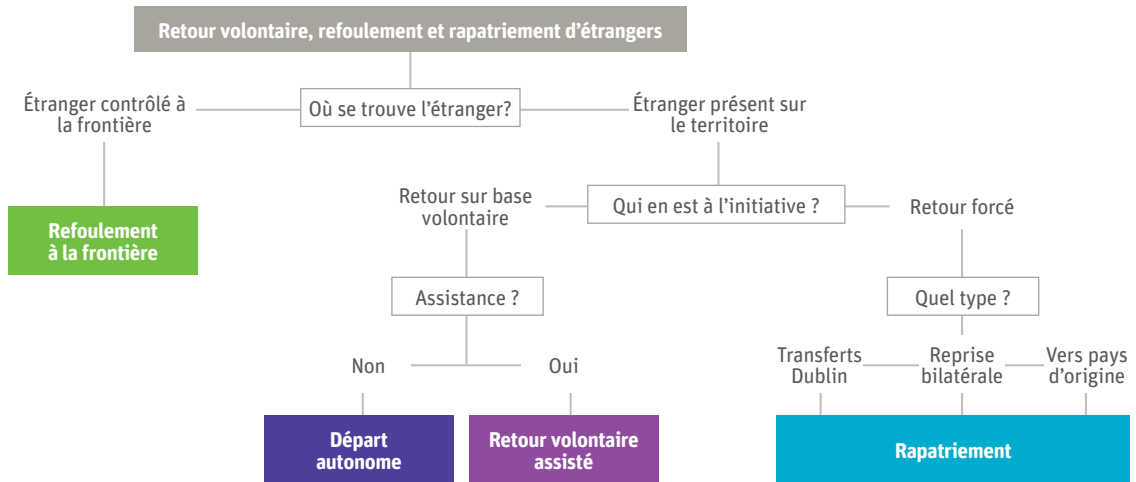 Retour volontaire, refoulement et rapatriement d’étrangers
Étranger contrôlé à
la frontière
Où se trouve l’étranger?
Étranger présent sur
le territoire
Refoulement
à la frontière
Retour sur base
volontaire
Qui en est à l’initiative ?
Retour forcé
Assistance ?
Quel type ?
Non
Oui
Transferts
Dublin
Reprise
bilatérale
Vers pays
d’origine
Départ
autonome
Retour volontaire
assisté
Rapatriement